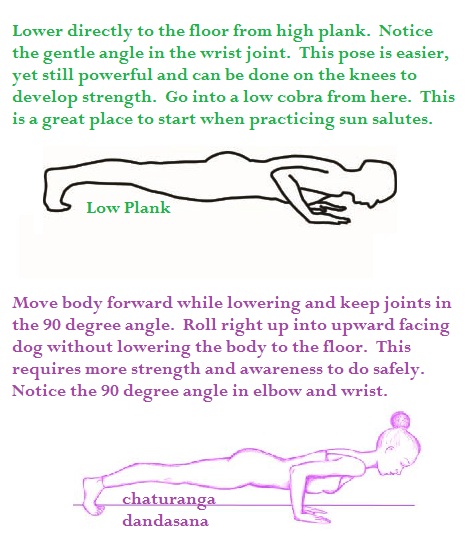 Lower directly to the floor from high plank.  Notice
the gentle angle in the wrist joint.  This pose is easier,
yet still powerful and can be done on the knees to
develop strength.  Go into a low cobra from here.  This
is a great place to start when practicing sun salutes.
Low Plank
Move body forward while lowering and keep joints in
the 90 degree angle.  Roll right up into upward facing
dog without lowering the body to the floor.  This
requires more strength and awareness to do safely.
Notice the 90 degree angle in elbow and wrist.
chaturanga
dandasana